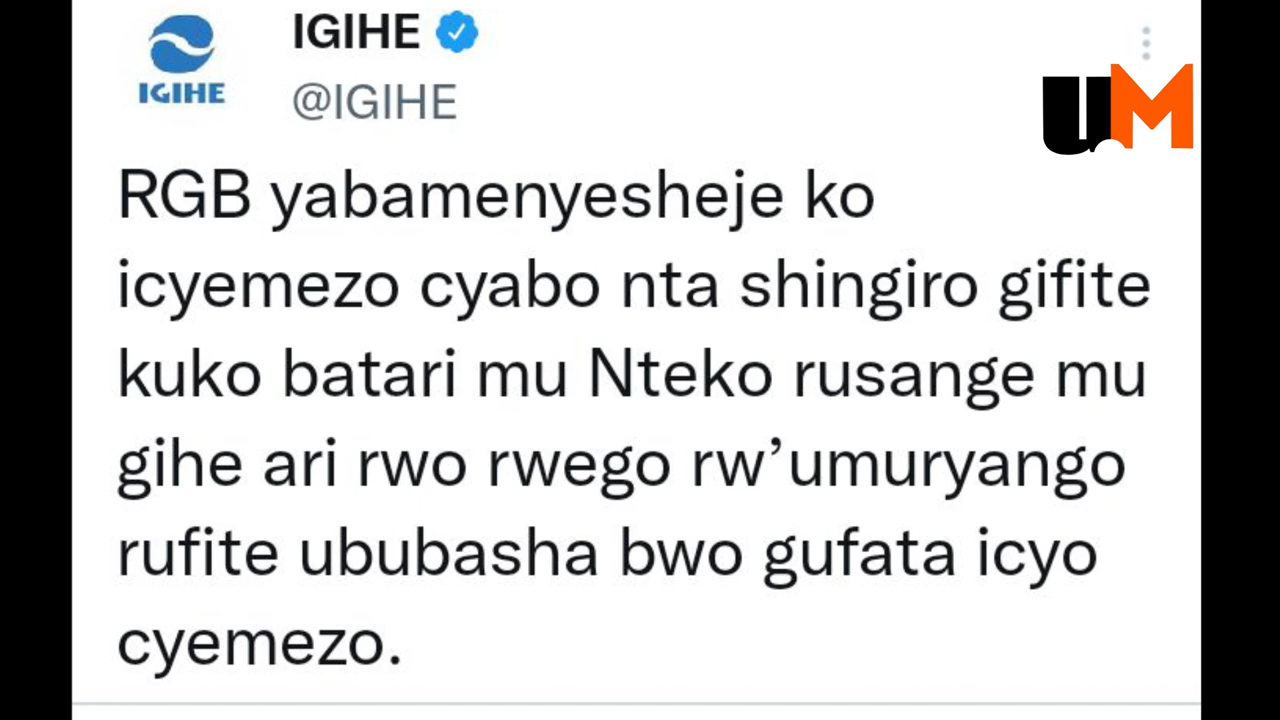 IGIHE
@IGIHE
IGIHE
uM
RGB yabamenyesheje ko
icyemezo cyabo nta shingiro gifite
kuko batari mu Nteko rusange mu
gihe ari rwo rwego rw’umuryango
rufite ububasha bwo gufata icyo
cyemezo.